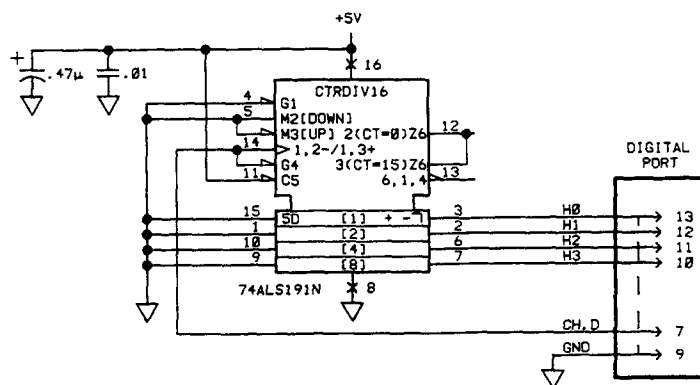 +5V
+
.47µ
.01
16
CTRDIV16
4
G1
5
M2[DOWN]
M3[UP]
2(CT=0)Z6
12
14
1,2-/1,3+
G4
3(CT=15)Z6
11
C5
6,1,4
13
DIGITAL
PORT
15
5D
[1]
+ -
3
H0
13
1
[2]
2
H1
12
10
[4]
6
H2
11
9
[8]
7
H3
10
74ALS191N
8
CH.D
7
GND
9